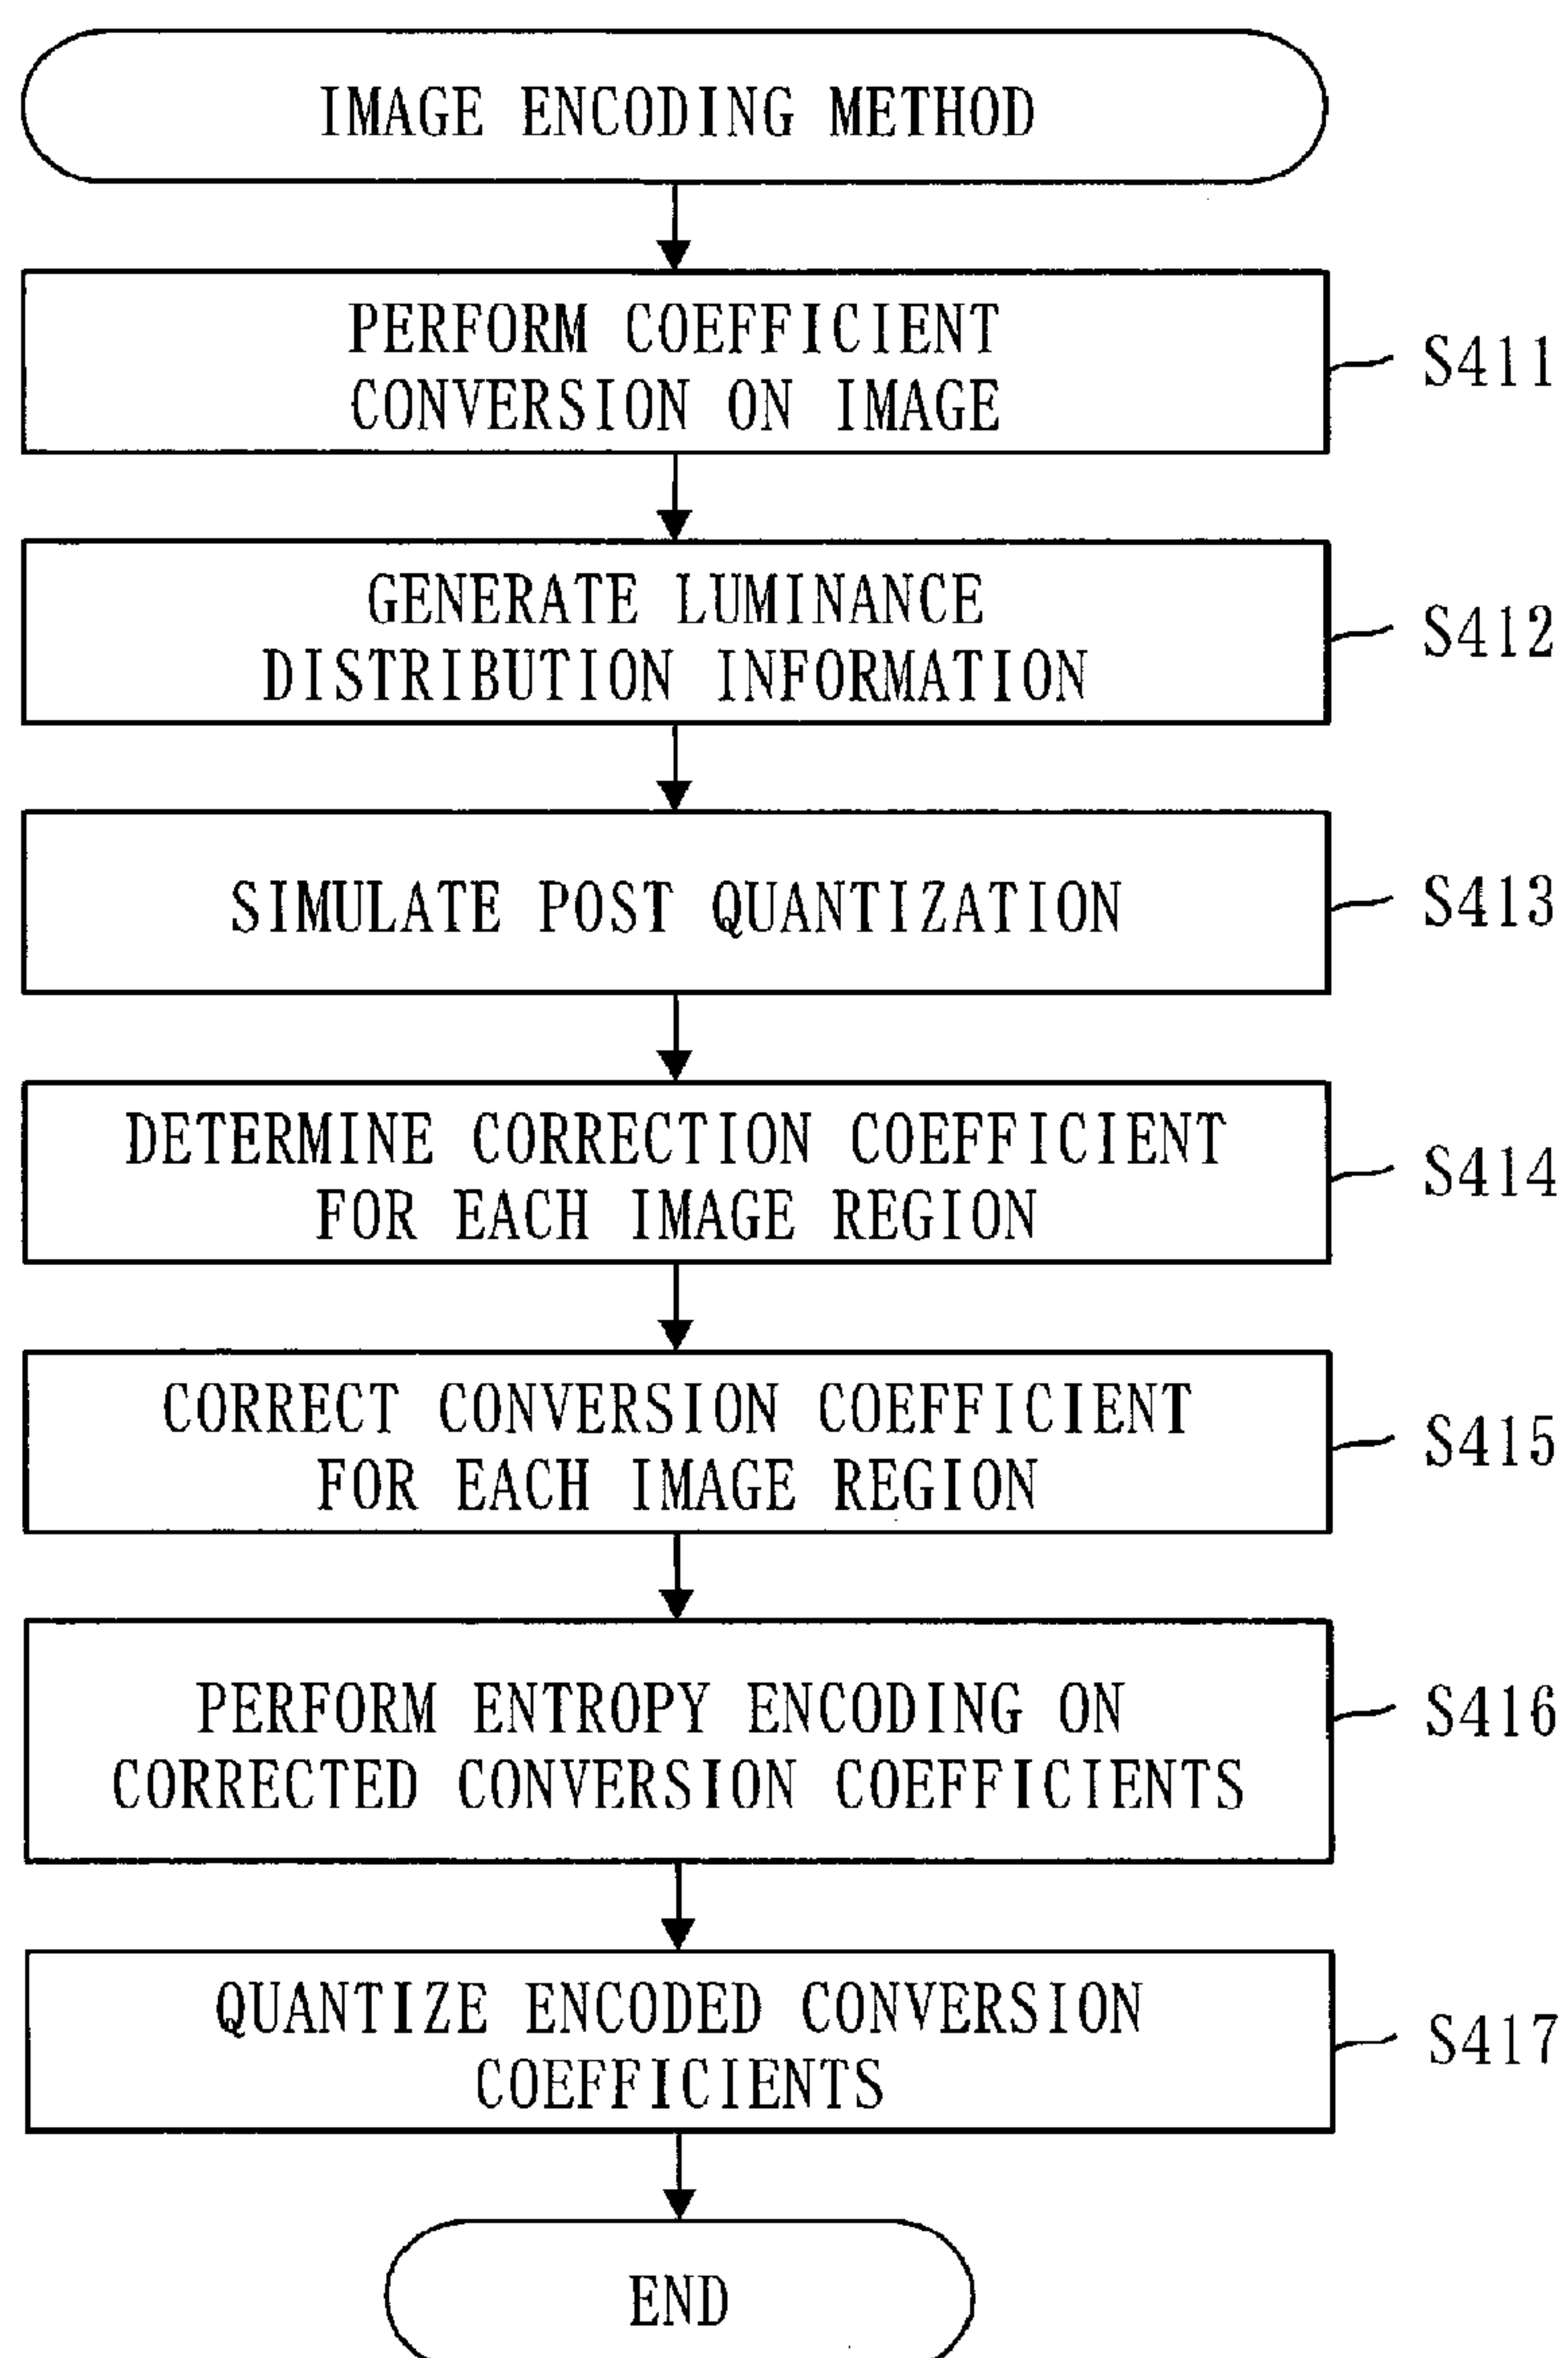 IMAGE ENCODING METHOD
PERFORM COEFFICIENT
CONVERSION ON IMAGE
S411
GENERATE LUMINANCE
DISTRIBUTION INFORMATION
S412
SIMULATE POST QUANTIZATION
S413
DETERMINE CORRECTION COEFFICIENT
FOR EACH IMAGE REGION
S414
CORRECT CONVERSION COEFFICIENT
FOR EACH IMAGE REGION
S415
PERFORM ENTROPY ENCODING ON
CORRECTED CONVERSION COEFFICIENTS
S416
QUANTIZE ENCODED CONVERSION
COEFFICIENTS
S417
END